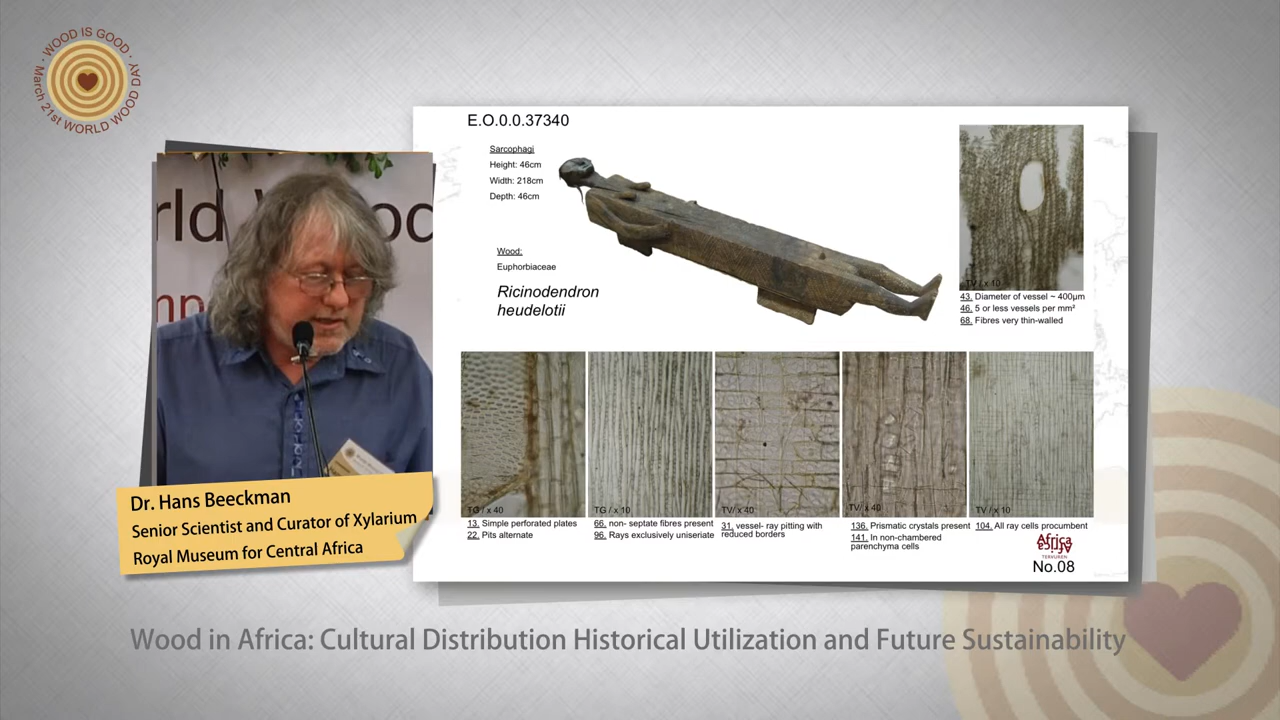 WOOD IS GOOD · WOOD DAY
March 21st WORLD
E.O.0.0.37340
Sarcophagi
Height: 46cm
Width: 218cm
Depth: 46cm
Wood:
Euphorbiaceae
Ricinodendron
heudelotii
TV / x 10
43. Diameter of vessel ~ 400µm
46. 5 or less vessels per mm²
68. Fibres very thin-walled
rld Wood
mp
TG / x 40
TG / x 10
TV/ x 40
TV/ x 40
TV / x 10
13. Simple perforated plates
22. Pits alternate
66. non- septate fibres present
96. Rays exclusively uniseriate
31. vessel- ray pitting with
reduced borders
136. Prismatic crystals present
141. In non-chambered
parenchyma cells
104. All ray cells procumbent
Africa
TERVUREN
No.08
Dr. Hans Beeckman
Senior Scientist and Curator of Xylarium
Royal Museum for Central Africa
Wood in Africa: Cultural Distribution Historical Utilization and Future Sustainability